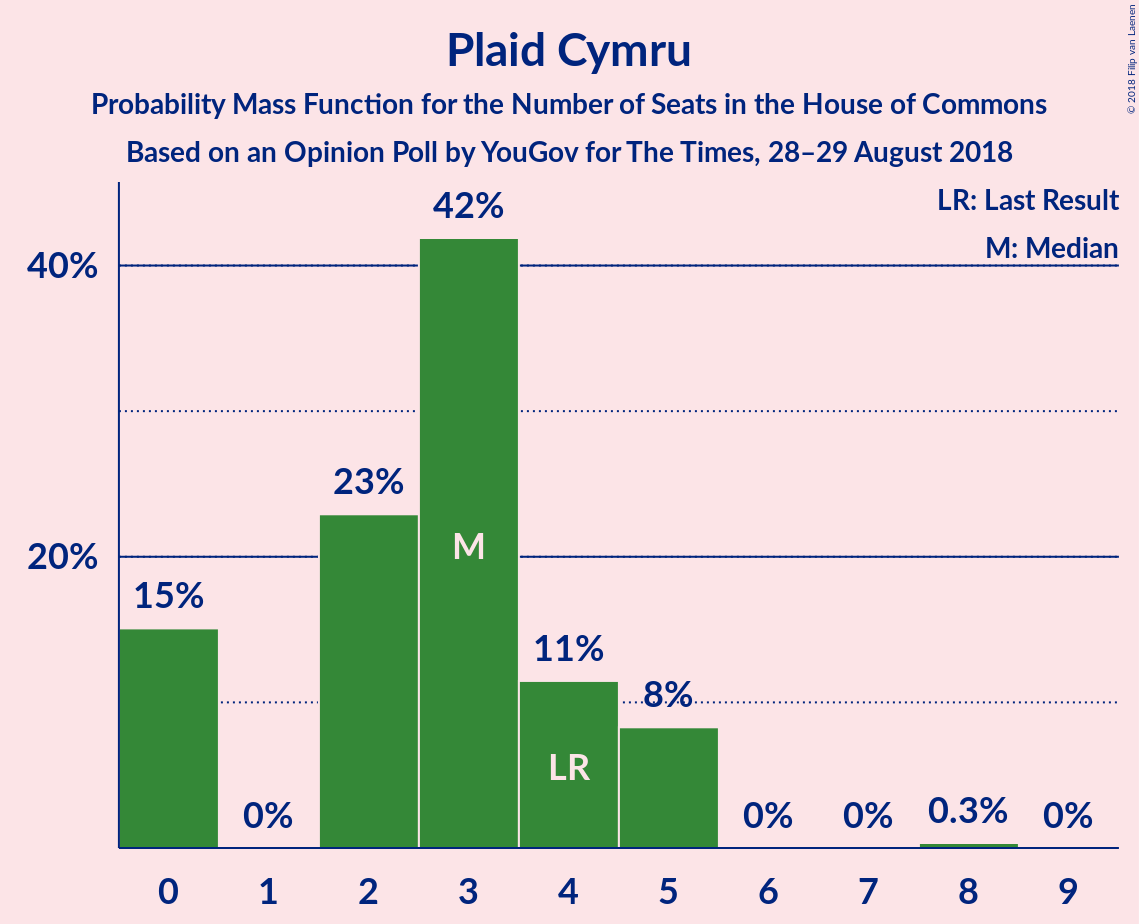 Plaid Cymru
Probability Mass Function for the Number of Seats in the House of Commons
Based on an Opinion Poll by YouGov for The Times, 28–29 August 2018
© 2018 Filip van Laenen
LR: Last Result
M: Median
40%
20%
15%
0%
23%
42%
11%
8%
0%
0%
0.3%
0%
M
LR
0 1 2 3 4 5 6 7 8 9